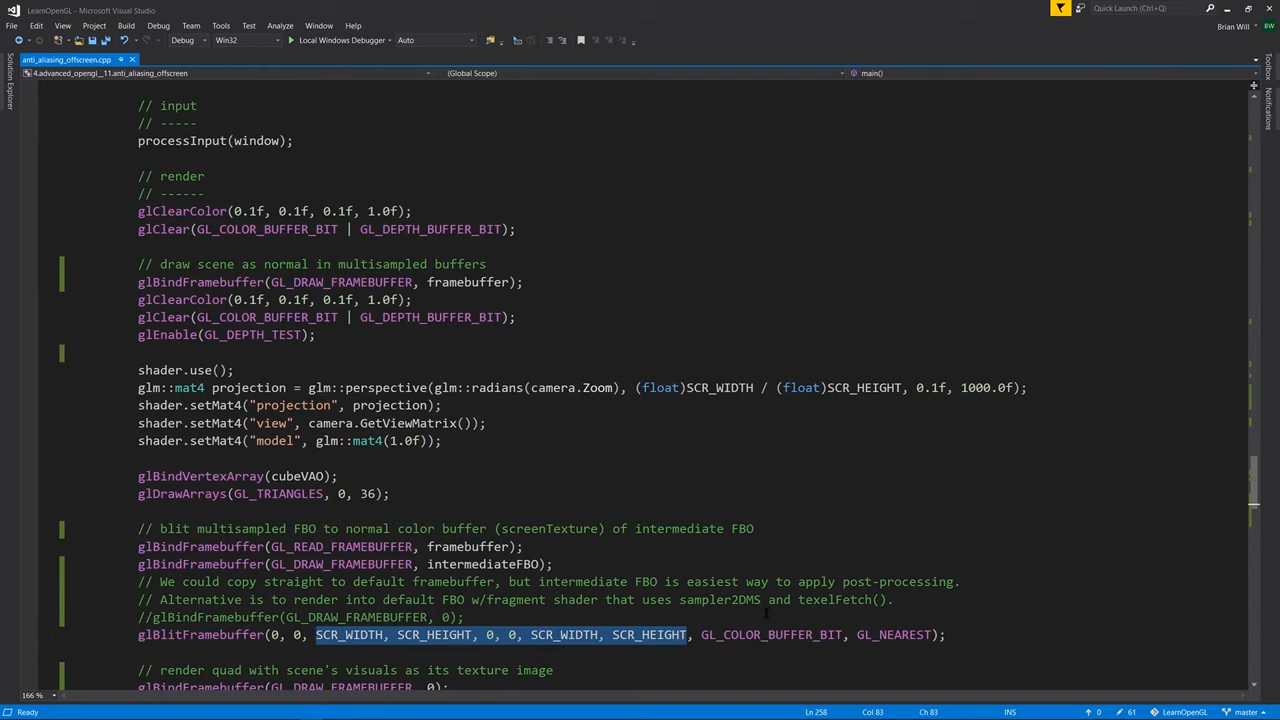 LearnOpenGL - Microsoft Visual Studio
Quick Launch (Ctrl+Q)
File Edit View Project Build Debug Team Tools Test Analyze Window Help
Brian Will
Debug Win32 Local Windows Debugger Auto
anti_aliasing_offscreen.cpp
4.advanced_opengl__11.anti_aliasing_offscreen (Global Scope) main()
Solution Explorer
Toolbox
Notifications
// input
// -----
processInput(window);
// render
// ------
glClearColor(0.1f, 0.1f, 0.1f, 1.0f);
glClear(GL_COLOR_BUFFER_BIT | GL_DEPTH_BUFFER_BIT);
// draw scene as normal in multisampled buffers
glBindFramebuffer(GL_DRAW_FRAMEBUFFER, framebuffer);
glClearColor(0.1f, 0.1f, 0.1f, 1.0f);
glClear(GL_COLOR_BUFFER_BIT | GL_DEPTH_BUFFER_BIT);
glEnable(GL_DEPTH_TEST);
shader.use();
glm::mat4 projection = glm::perspective(glm::radians(camera.Zoom), (float)SCR_WIDTH / (float)SCR_HEIGHT, 0.1f, 1000.0f);
shader.setMat4("projection", projection);
shader.setMat4("view", camera.GetViewMatrix());
shader.setMat4("model", glm::mat4(1.0f));
glBindVertexArray(cubeVAO);
glDrawArrays(GL_TRIANGLES, 0, 36);
// blit multisampled FBO to normal color buffer (screenTexture) of intermediate FBO
glBindFramebuffer(GL_READ_FRAMEBUFFER, framebuffer);
glBindFramebuffer(GL_DRAW_FRAMEBUFFER, intermediateFBO);
// We could copy straight to default framebuffer, but intermediate FBO is easiest way to apply post-processing.
// Alternative is to render into default FBO w/fragment shader that uses sampler2DMS and texelFetch().
//glBindFramebuffer(GL_DRAW_FRAMEBUFFER, 0);
glBlitFramebuffer(0, 0, SCR_WIDTH, SCR_HEIGHT, 0, 0, SCR_WIDTH, SCR_HEIGHT, GL_COLOR_BUFFER_BIT, GL_NEAREST);
// render quad with scene's visuals as its texture image
glBindFramebuffer(GL_DRAW_FRAMEBUFFER, 0);
166 %
Ln 258 Col 83 Ch 83 INS 0 61 LearnOpenGL master